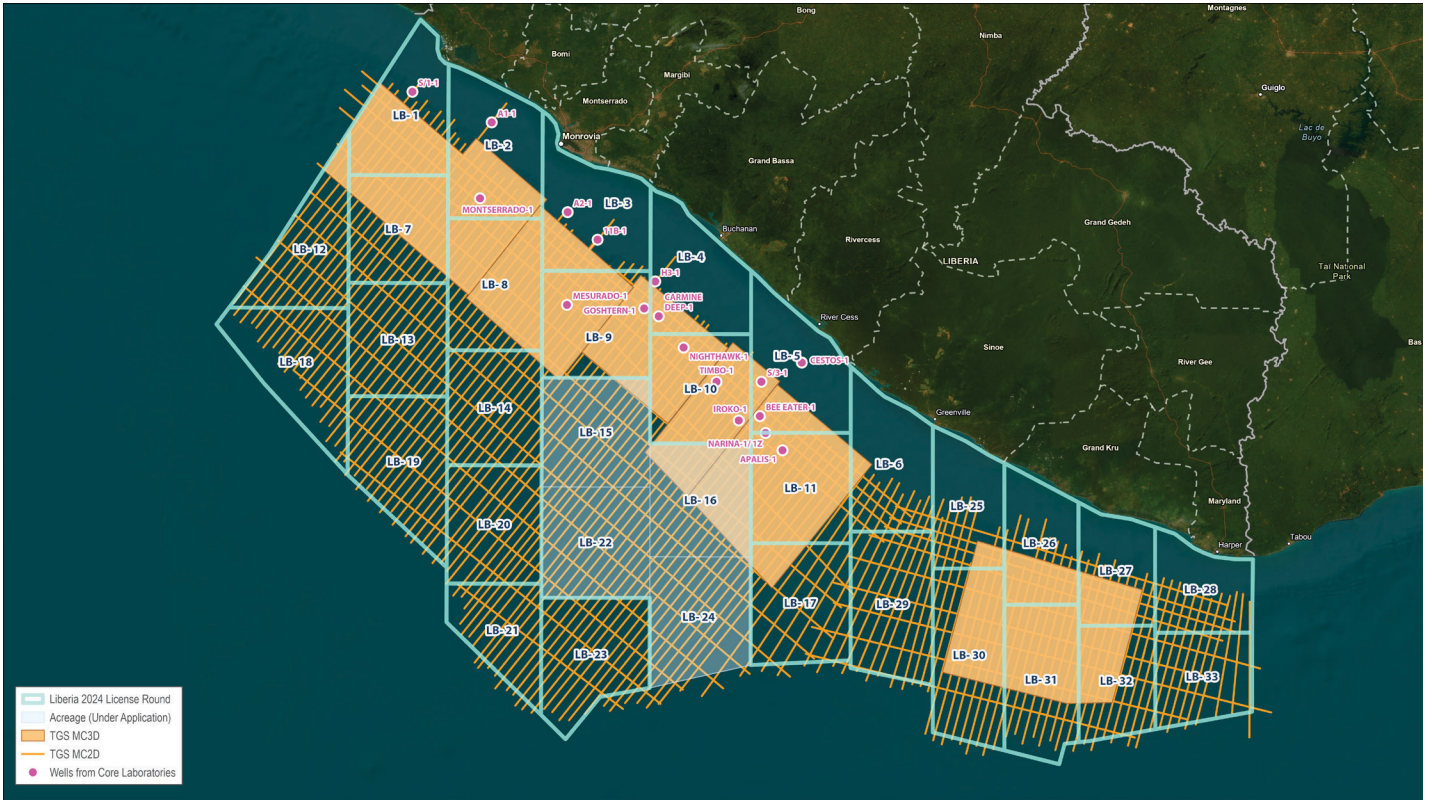 Bong
Montagnes
Nimba
Bomi
Margibi
Guiglo
S/1-1
Montserrado
LB- 1
A1-1
Lac de
Buyo
Monrovia
LB- 2
Grand Bassa
MONTSERRADO-1
A2-1
LB- 3
Grand Gedeh
LB- 7
Buchanan
11B-1
Rivercess
LB- 12
LB- 4
LIBERIA
Taï National
Park
H3-1
LB- 8
MESURADO-1
CARMINE
DEEP-1
GOSHTERN-1
River Cess
LB- 13
LB- 9
Bas
Sinoe
LB- 18
NIGHTHAWK-1
LB- 5
CESTOS-1
River Gee
TIMBO-1
S/3-1
LB- 10
LB- 14
IROKO-1
BEE EATER-1
Greenville
LB- 15
NARINA-1/ 1Z
Grand Kru
LB- 19
APALIS-1
LB- 6
LB- 11
LB- 16
Maryland
LB- 25
LB- 20
LB- 22
LB- 26
Harper
Tabou
LB- 27
LB- 28
LB- 17
LB- 29
LB- 24
LB- 21
LB- 23
LB- 30
LB- 31
LB- 32
LB- 33
Liberia 2024 License Round
Acreage (Under Application)
TGS MC3D
TGS MC2D
Wells from Core Laboratories